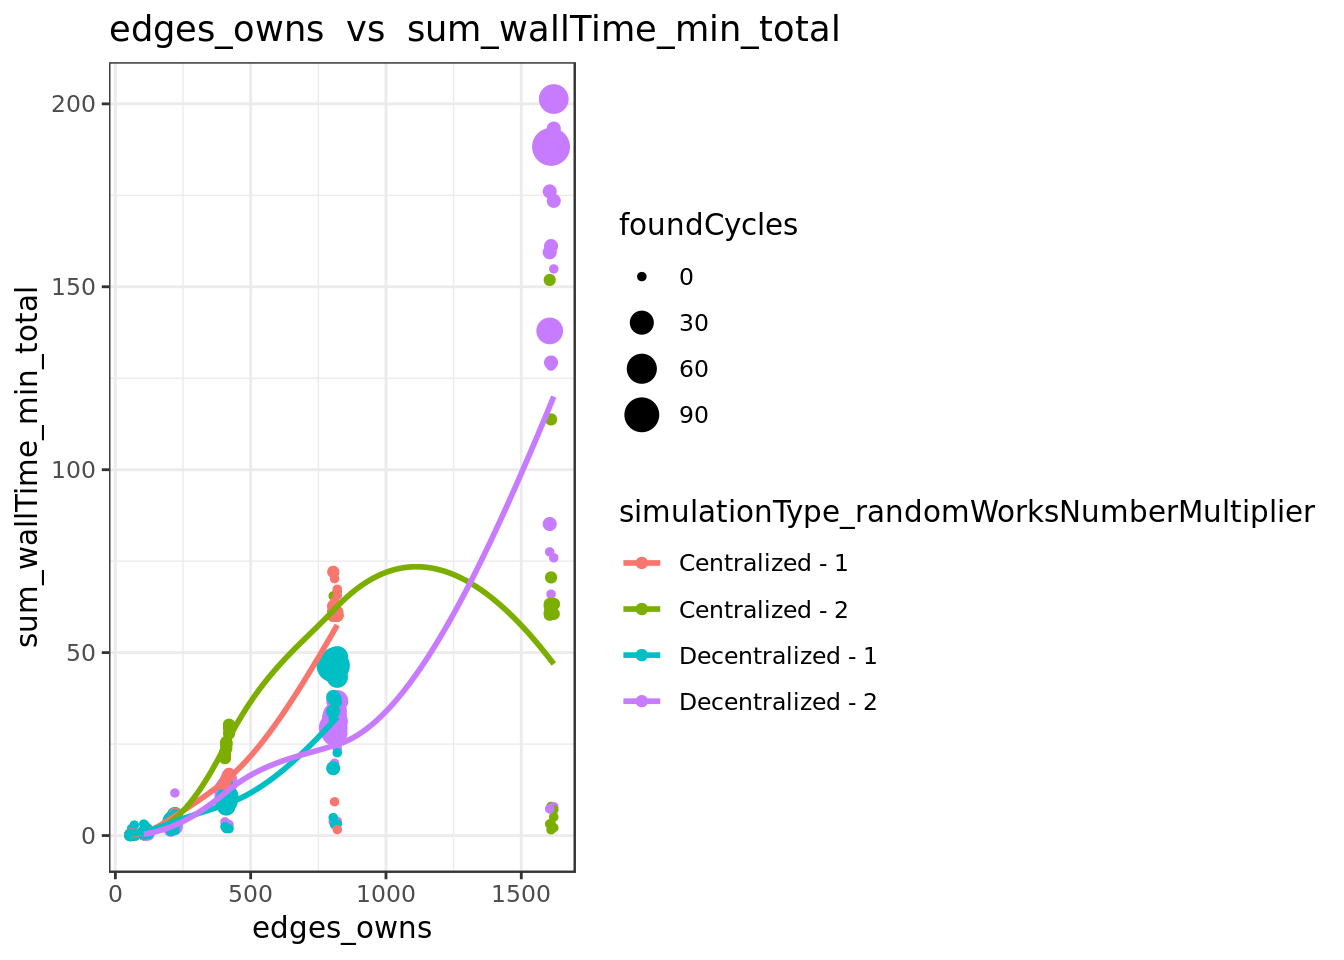 edges_owns vs sum_wallTime_min_total
sum_wallTime_min_total
200
150
100
50
0
0 500 1000 1500
edges_owns
foundCycles
0
30
60
90
simulationType_randomWorksNumberMultiplier
Centralized - 1
Centralized - 2
Decentralized - 1
Decentralized - 2